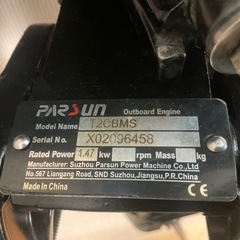 PARSUN Outboard Engine
Model Name T2CBMS
Serial No. X02096458
Rated Power 1.47 kw rpm Mass kg
Manufacturer: Suzhou Parsun Power Machine Co., Ltd
No.567 Liangang Road, SND Suzhou, Jiangsu, P.R.China
Made in China CE